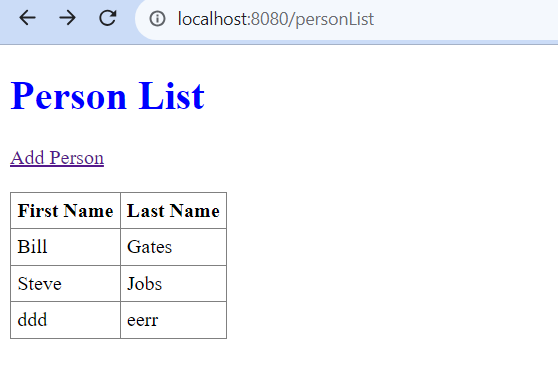 localhost:8080/personList
Person List
Add Person
First Name Last Name
Bill Gates
Steve Jobs
ddd eerr